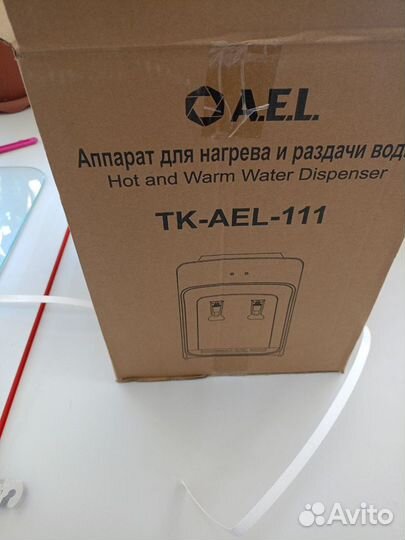 A.E.L.
Аппарат для нагрева и раздачи вод
Hot and Warm Water Dispenser
TK-AEL-111
Avito